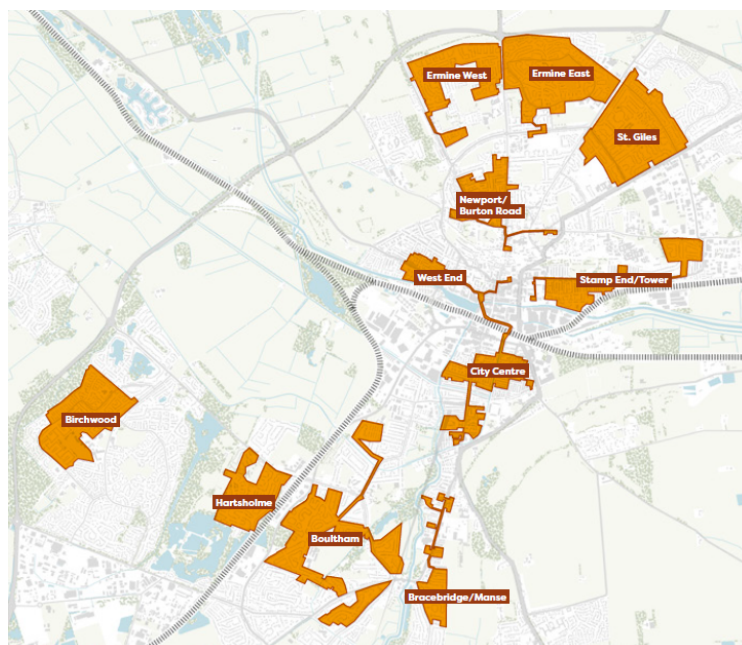 Ermine West
Ermine East
St. Giles
Newport/
Burton Road
West End
Stamp End/Tower
City Centre
Birchwood
Hartsholme
Boultham
Bracebridge/Manse